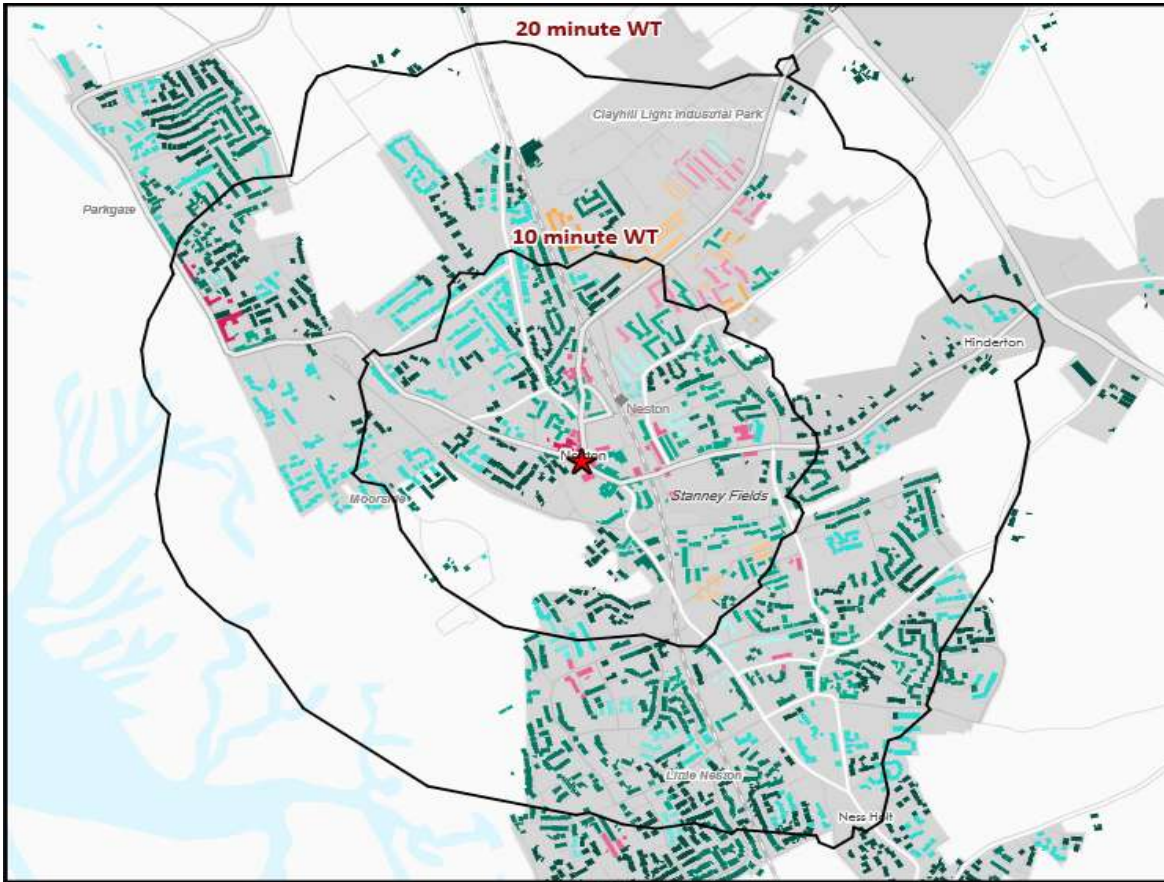 20 minute WT
Clayhill Light Industrial Park
Parkgate
10 minute WT
Hinderton
Neston
Neston
Moorside
Stanney Fields
Little Neston
Ness Holt